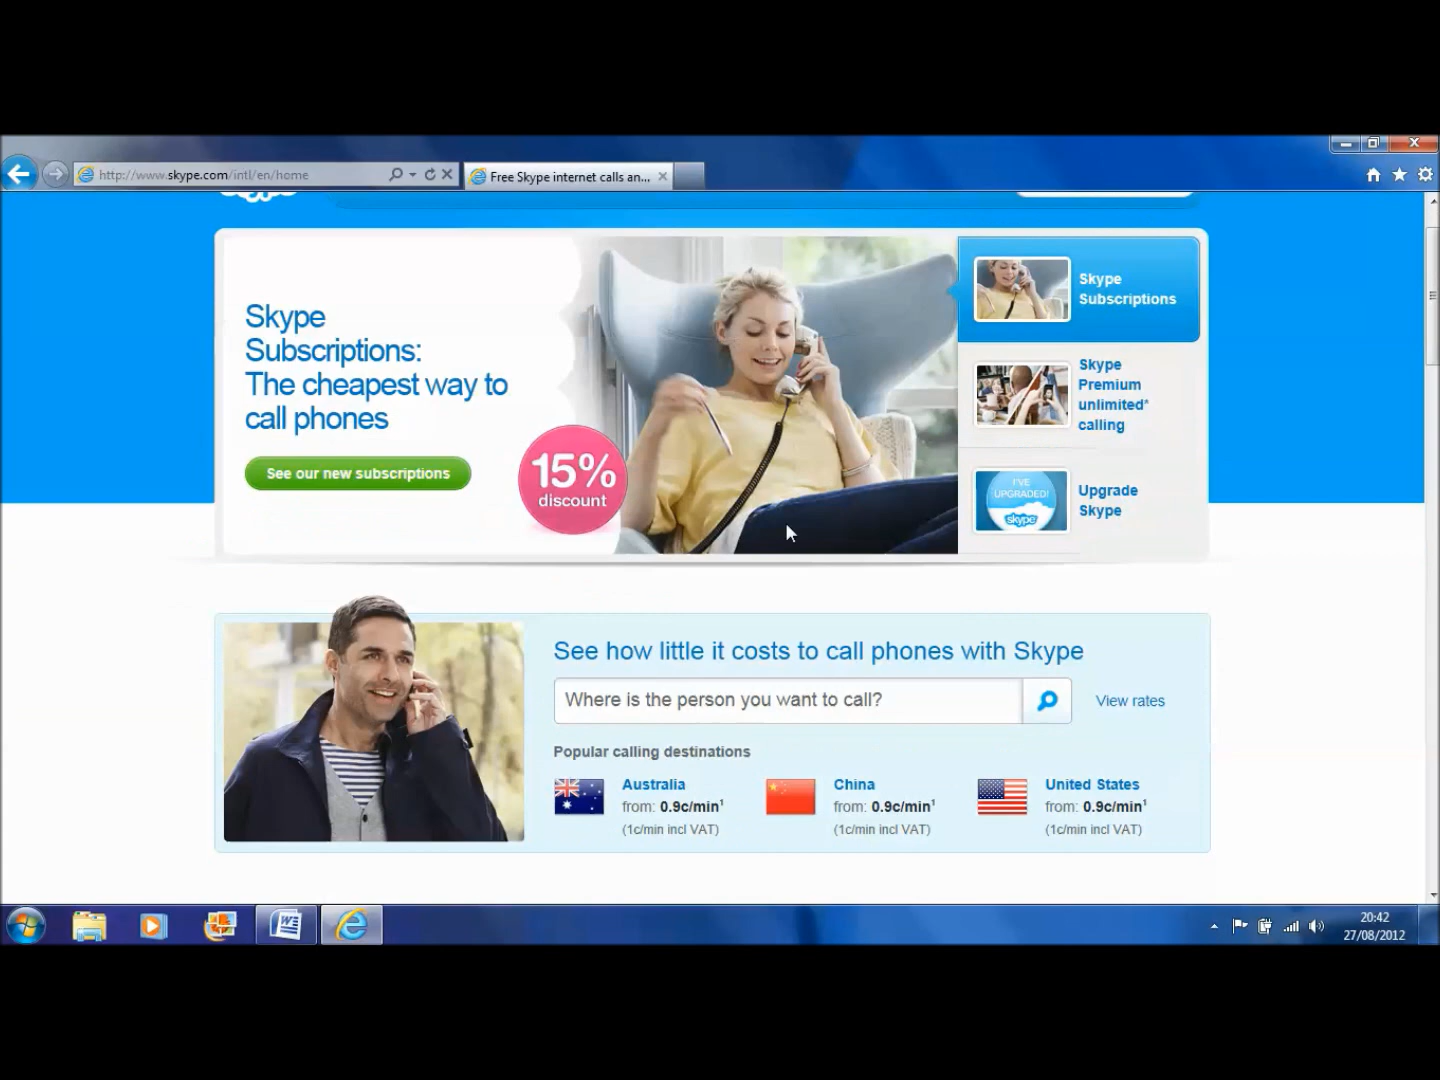 http://www.skype.com/intl/en/home
Free Skype internet calls an...
Skype
Subscriptions:
The cheapest way to
call phones
See our new subscriptions
15%
discount
Skype
Subscriptions
Skype
Premium
unlimited*
calling
I'VE
UPGRADED!
skype
Upgrade
Skype
See how little it costs to call phones with Skype
Where is the person you want to call?
View rates
Popular calling destinations
Australia
from: 0.9c/min¹
(1c/min incl VAT)
China
from: 0.9c/min¹
(1c/min incl VAT)
United States
from: 0.9c/min¹
(1c/min incl VAT)
20:42
27/08/2012